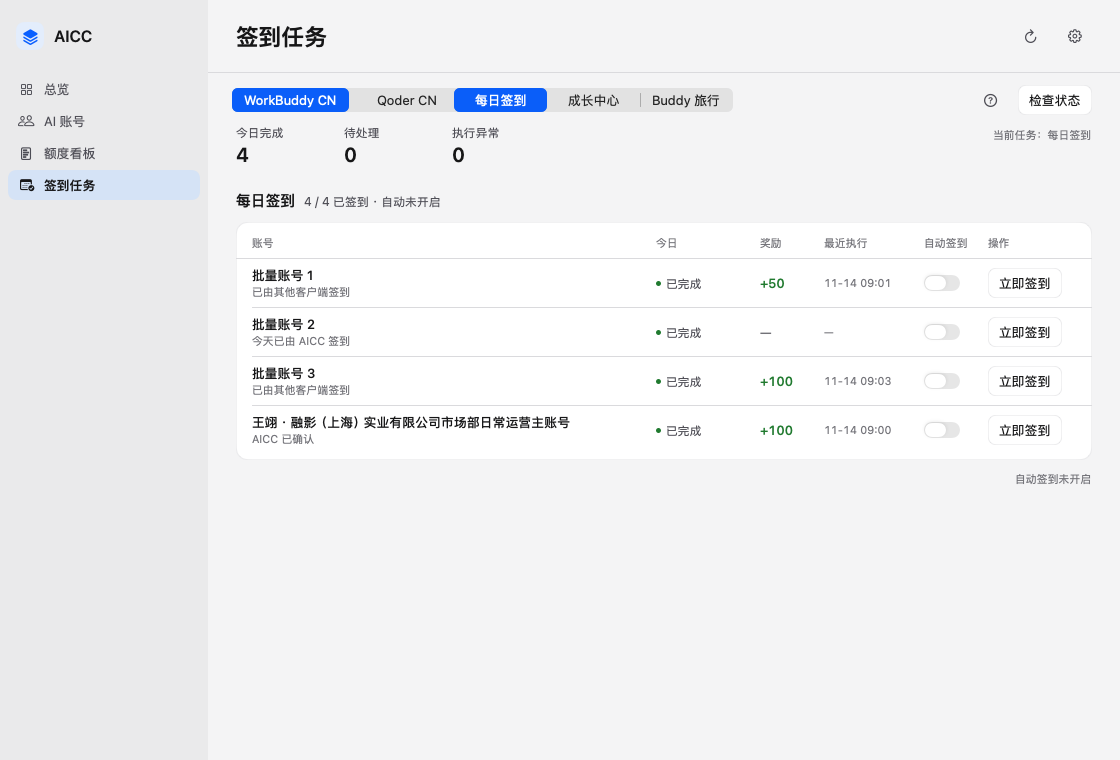 AICC
总览
AI 账号
额度看板
签到任务
签到任务
WorkBuddy CN
Qoder CN
每日签到
成长中心
Buddy 旅行
检查状态
今日完成
待处理
执行异常
当前任务：每日签到
4
0
0
每日签到 4 / 4 已签到 · 自动未开启
账号 今日 奖励 最近执行 自动签到 操作
批量账号 1
已由其他客户端签到
已完成 +50 11-14 09:01 立即签到
批量账号 2
今天已由 AICC 签到
已完成 — — 立即签到
批量账号 3
已由其他客户端签到
已完成 +100 11-14 09:03 立即签到
王翊 · 融影（上海）实业有限公司市场部日常运营主账号
AICC 已确认
已完成 +100 11-14 09:00 立即签到
自动签到未开启